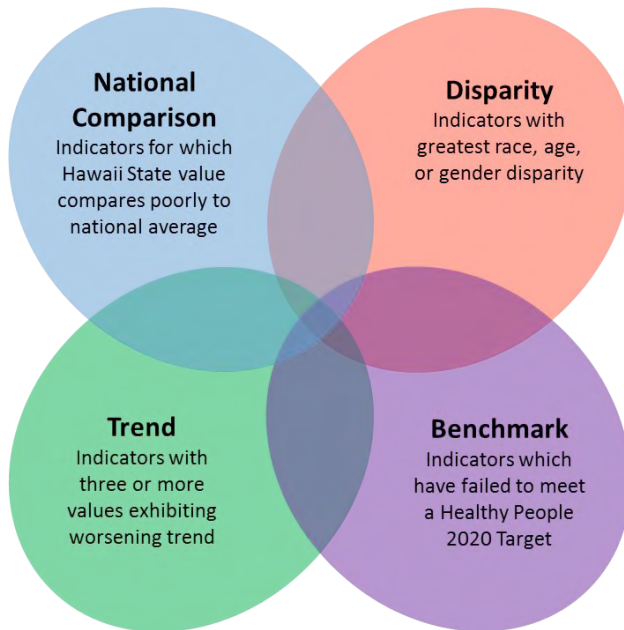 National
Comparison
Indicators for which
Hawaii State value
compares poorly to
national average
Disparity
Indicators with
greatest race, age,
or gender disparity
Trend
Indicators with
three or more
values exhibiting
worsening trend
Benchmark
Indicators which
have failed to meet
a Healthy People
2020 Target